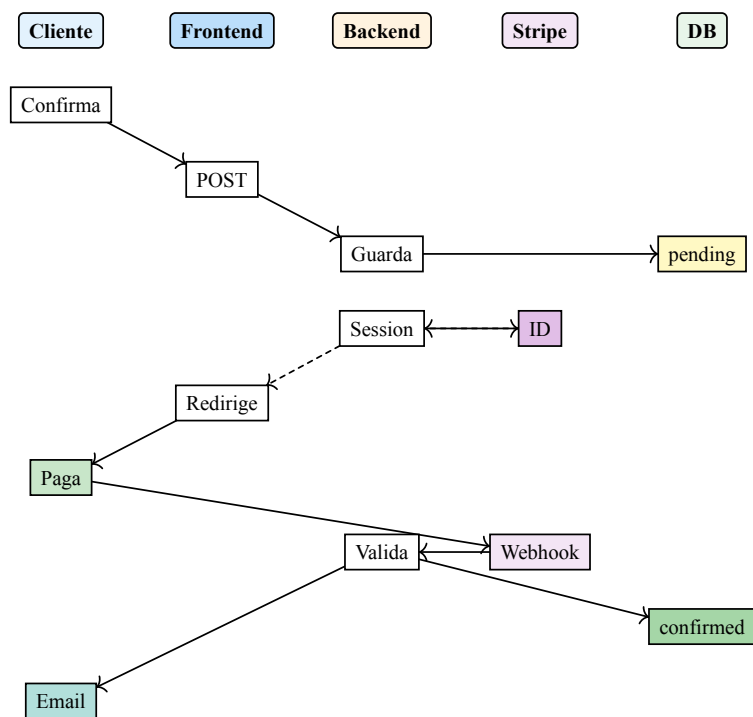 Cliente Frontend Backend Stripe DB
Confirma
POST
Guarda pending
Session ID
Redirige
Paga
Valida Webhook
confirmed
Email